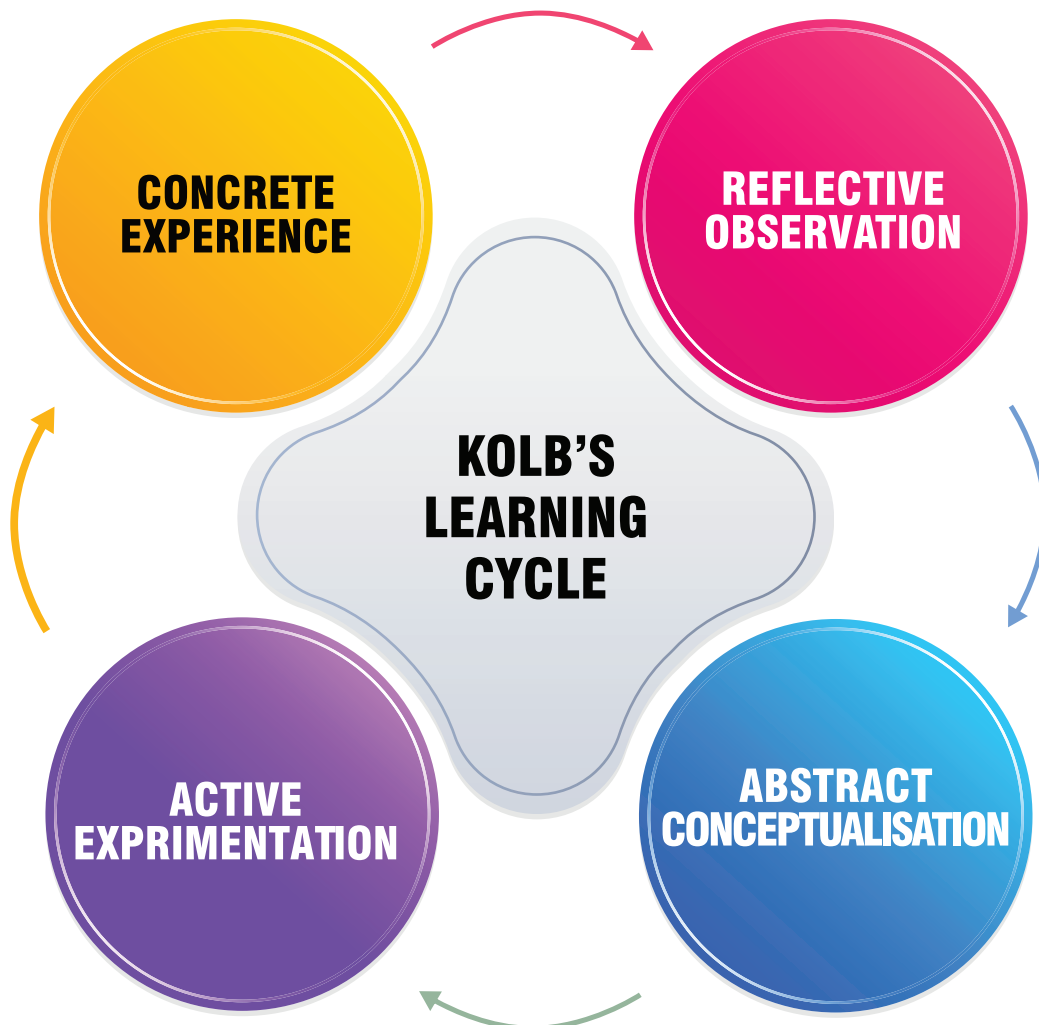 CONCRETE
EXPERIENCE
REFLECTIVE
OBSERVATION
KOLB’S
LEARNING
CYCLE
ACTIVE
EXPRIMENTATION
ABSTRACT
CONCEPTUALISATION